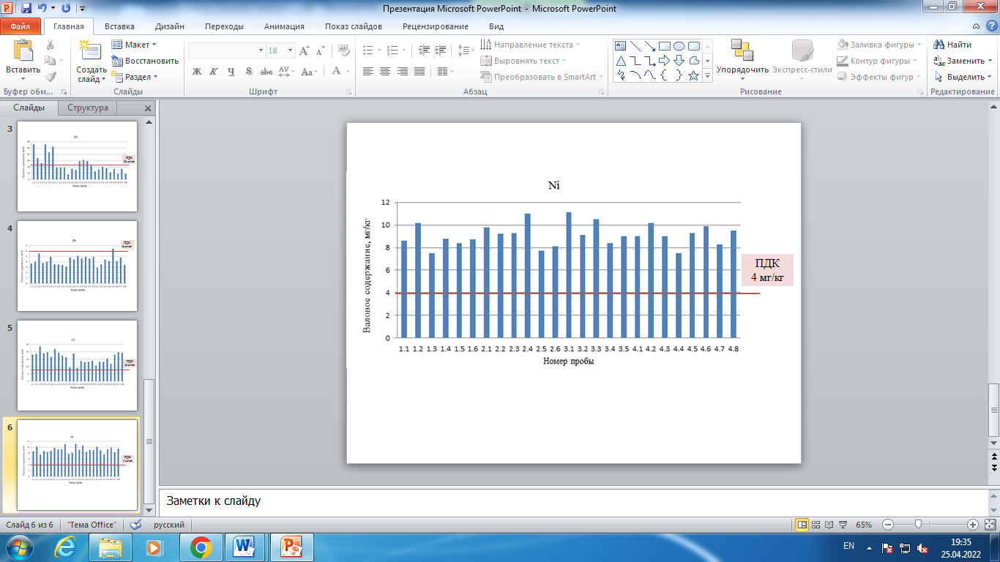 Презентация Microsoft PowerPoint - Microsoft PowerPoint
Файл Главная Вставка Дизайн Переходы Анимация Показ слайдов Рецензирование Вид
Вставить
Буфер обм...
Создать слайд
Макет
Восстановить
Раздел
Слайды
18
Ж К Ч S abc AV Aa A
Шрифт
Направление текста
Выровнять текст
Преобразовать в SmartArt
Абзац
Упорядочить
Экспресс-стили
Заливка фигуры
Контур фигуры
Эффекты фигур
Рисование
Найти
Заменить
Выделить
Редактирование
Слайды Структура
3
Zn
ПДК
4
Pb
ПДК
5
Cr
ПДК
6
Ni
ПДК
Ni
Валовое содержание, мг/кг
12
10
8
6
4
2
0
1.1 1.2 1.3 1.4 1.5 1.6 2.1 2.2 2.3 2.4 2.5 2.6 3.1 3.2 3.3 3.4 3.5 4.1 4.2 4.3 4.4 4.5 4.6 4.7 4.8
Номер пробы
ПДК
4 мг/кг
Заметки к слайду
Слайд 6 из 6 "Тема Office" русский 65%
EN
19:35
25.04.2022